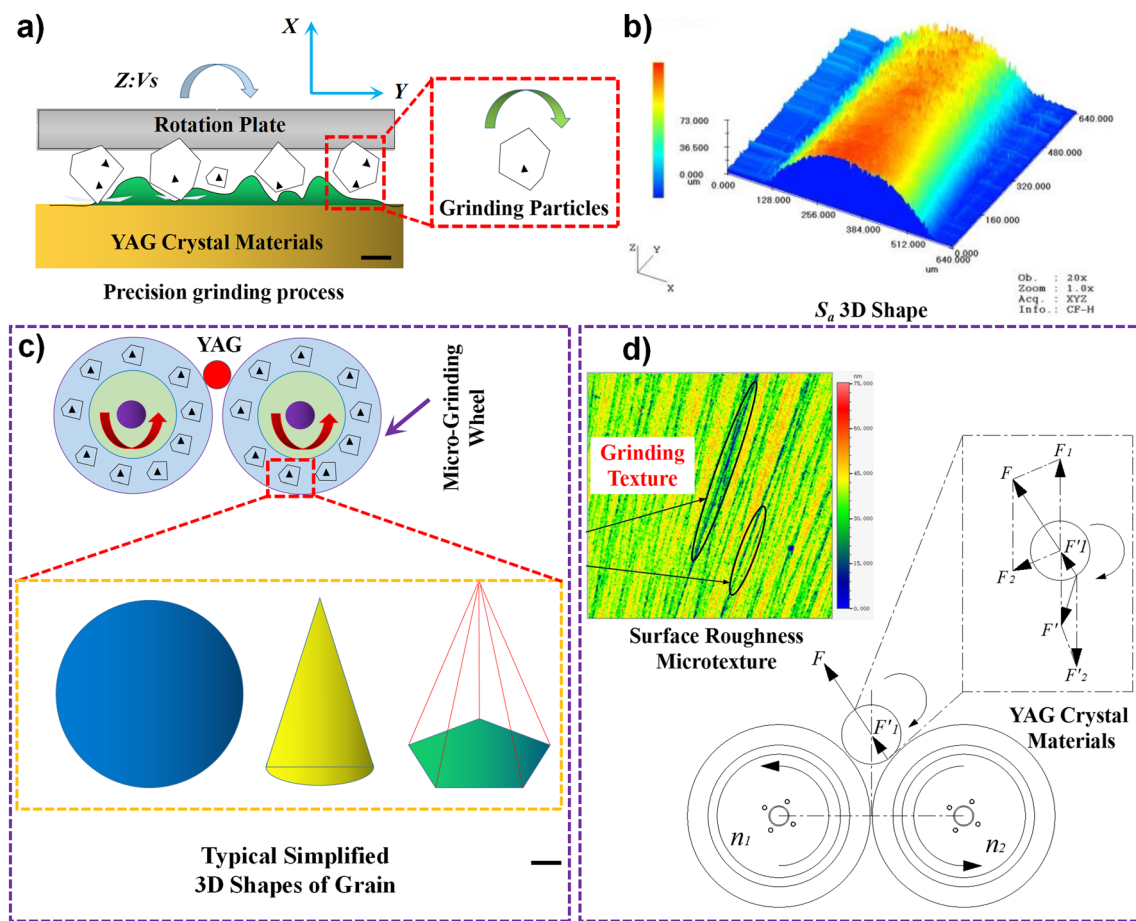 a)
X
Z:Vs
Y
Rotation Plate
Grinding Particles
YAG Crystal Materials
Precision grinding process
b)
73.000
36.500
0.000
um
0.000
128.000
256.000
384.000
512.000
640.000
um
0.000
160.000
320.000
480.000
640.000
Z
Y
X
Ob. : 20x
Zoom : 1.0x
Acq. : XYZ
Info.: CF-H
Sa 3D Shape
c)
YAG
Micro-Grinding
Wheel
Typical Simplified
3D Shapes of Grain
d)
nm
75.000
60.000
45.000
30.000
15.000
0.000
Grinding
Texture
Surface Roughness
Microtexture
F1
F
F'1
F2
F'
F'2
YAG Crystal
Materials
F
F'1
n1
n2